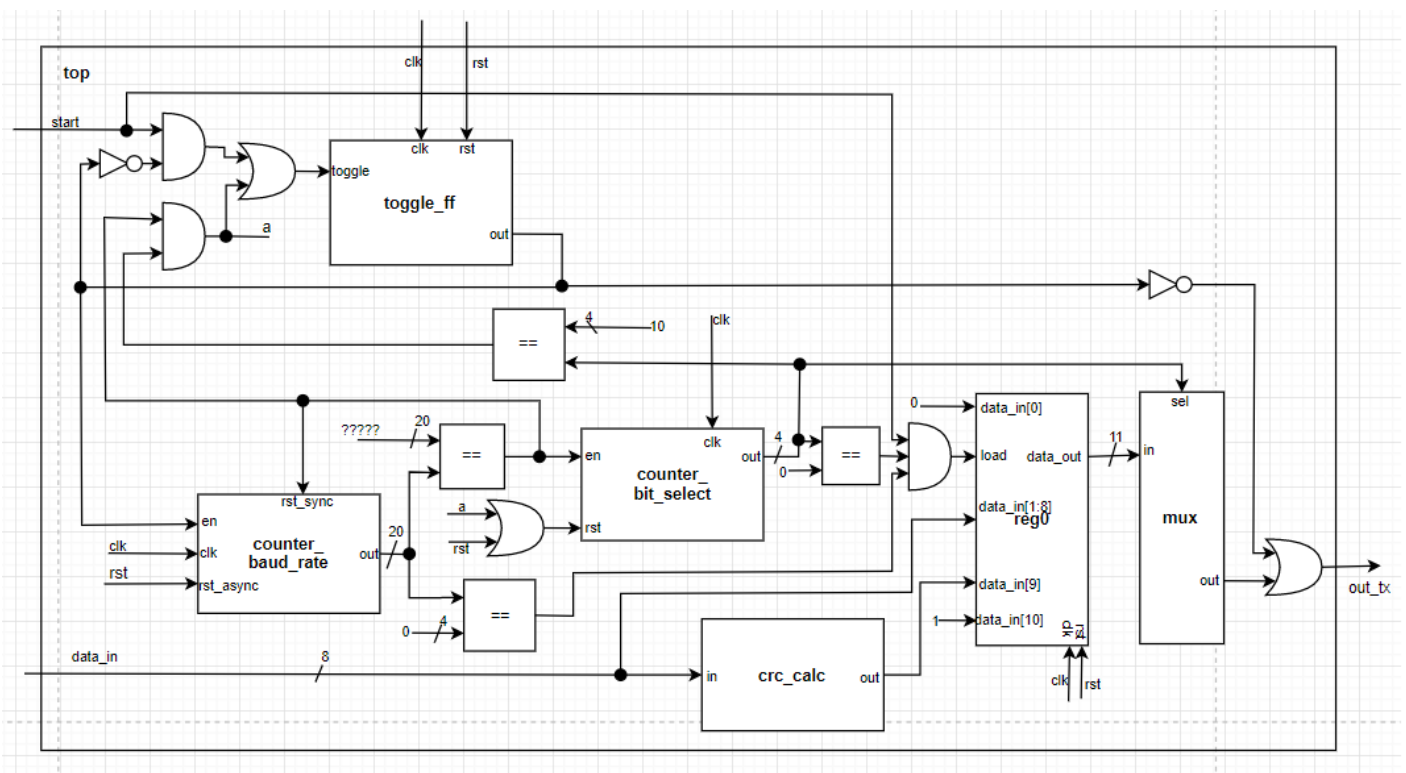 clk
rst
top
start
clk
rst
toggle
toggle_ff
a
out
4
10
==
clk
sel
0
data_in[0]
?????
20
==
clk
4
==
load
data_out
11
in
en
out
counter_
bit_select
0
rst_sync
a
data_in[1:8]
reg0
mux
en
20
rst
rst
clk
clk
counter_
baud_rate
out
rst
rst_async
data_in[9]
out
out_tx
0
4
==
1
data_in[10]
clk
rst
data_in
8
in
crc_calc
out
clk
rst